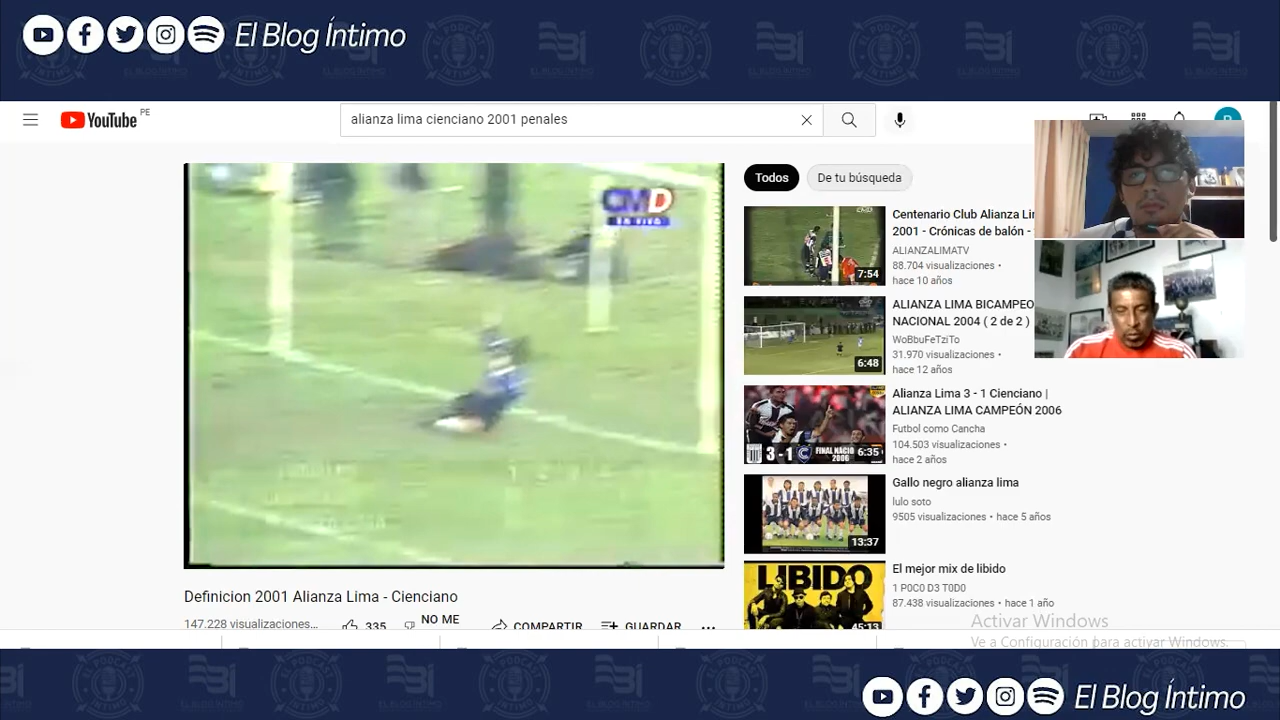 El Blog Íntimo
YouTube PE
alianza lima cienciano 2001 penales
CMD
EN VIVO
Todos
De tu búsqueda
Centenario Club Alianza Li
2001 - Crónicas de balón -
ALIANZALIMATV
88.704 visualizaciones •
hace 10 años
7:54
ALIANZA LIMA BICAMPEO
NACIONAL 2004 ( 2 de 2 )
WoBbuFeTziTo
31.970 visualizaciones •
hace 12 años
6:48
Alianza Lima 3 - 1 Cienciano |
ALIANZA LIMA CAMPEÓN 2006
Futbol como Cancha
104.503 visualizaciones •
hace 2 años
3-1 FINAL NACIO
2006
6:35
Gallo negro alianza lima
lulo soto
9505 visualizaciones • hace 5 años
13:37
El mejor mix de libido
1 P0C0 D3 T0D0
87.438 visualizaciones • hace 1 año
LIBIDO
45:13
Definicion 2001 Alianza Lima - Cienciano
147.228 visualizaciones...
335
NO ME
COMPARTIR
GUARDAR
Activar Windows
Ve a Configuración para activar Windows.
El Blog Íntimo